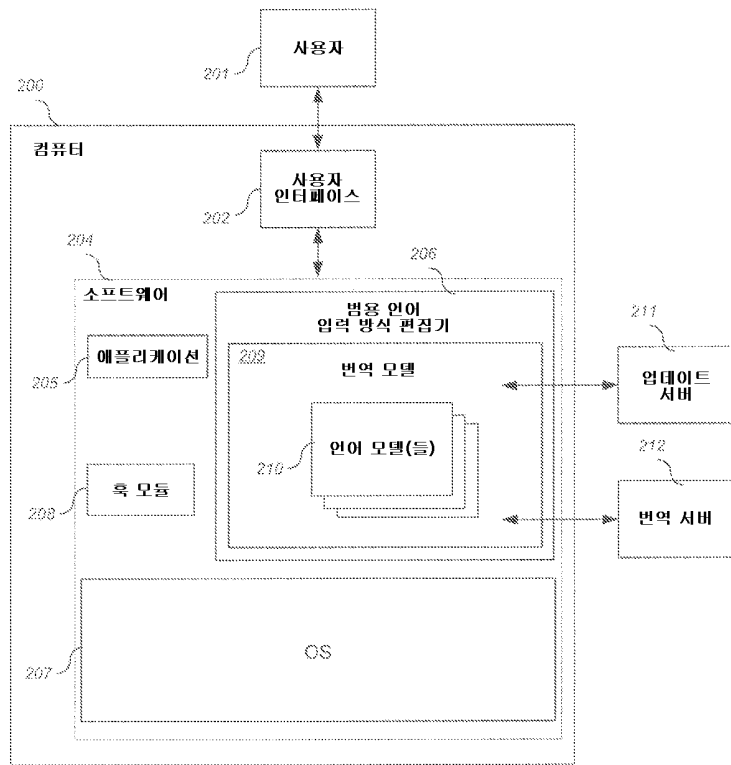 사용자
201
200
컴퓨터
사용자
인터페이스
202
204
소프트웨어
206
범용 언어
입력 방식 편집기
애플리케이션
205
209
번역 모델
211
업데이트
서버
언어 모델(들)
210
훅 모듈
208
212
번역 서버
OS
207